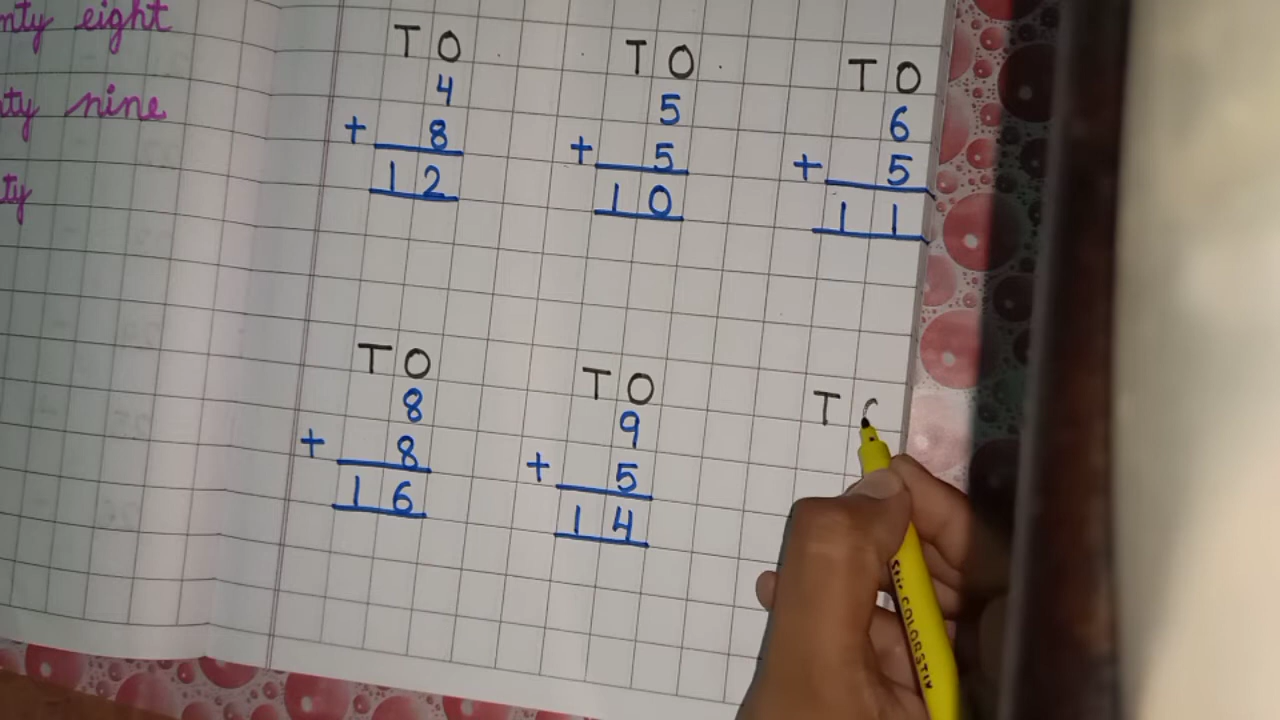 nty eight
ty nine
ty
T O
4
+ 8
1 2
T O
5
+ 5
1 0
T O
6
+ 5
1 1
T O
8
+ 8
1 6
T O
9
+ 5
1 4
T